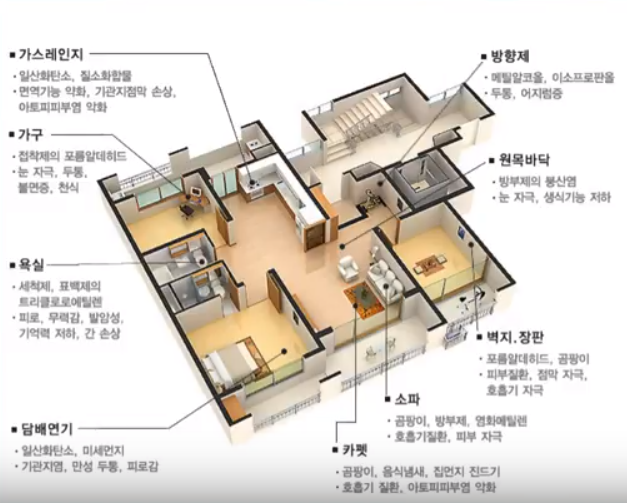 ■ 가스레인지
• 일산화탄소, 질소화합물
• 면역기능 악화, 기관지점막 손상,
아토피피부염 악화
■ 가구
• 접착제의 포름알데히드
• 눈 자극, 두통,
불면증, 천식
■ 욕실
• 세척제, 표백제의
트리클로로에틸렌
• 피로, 무력감, 발암성,
기억력 저하, 간 손상
■ 담배연기
• 일산화탄소, 미세먼지
• 기관지염, 만성 두통, 피로감
■ 방향제
• 메틸알코올, 이소프로판올
• 두통, 어지럼증
■ 원목바닥
• 방부제의 붕산염
• 눈 자극, 생식기능 저하
■ 벽지.장판
• 포름알데히드, 곰팡이
• 피부질환, 점막 자극,
호흡기 자극
■ 소파
• 곰팡이, 방부제, 염화메틸렌
• 호흡기질환, 피부 자극
■ 카펫
• 곰팡이, 음식냄새, 집먼지 진드기
• 호흡기 질환, 아토피피부염 악화